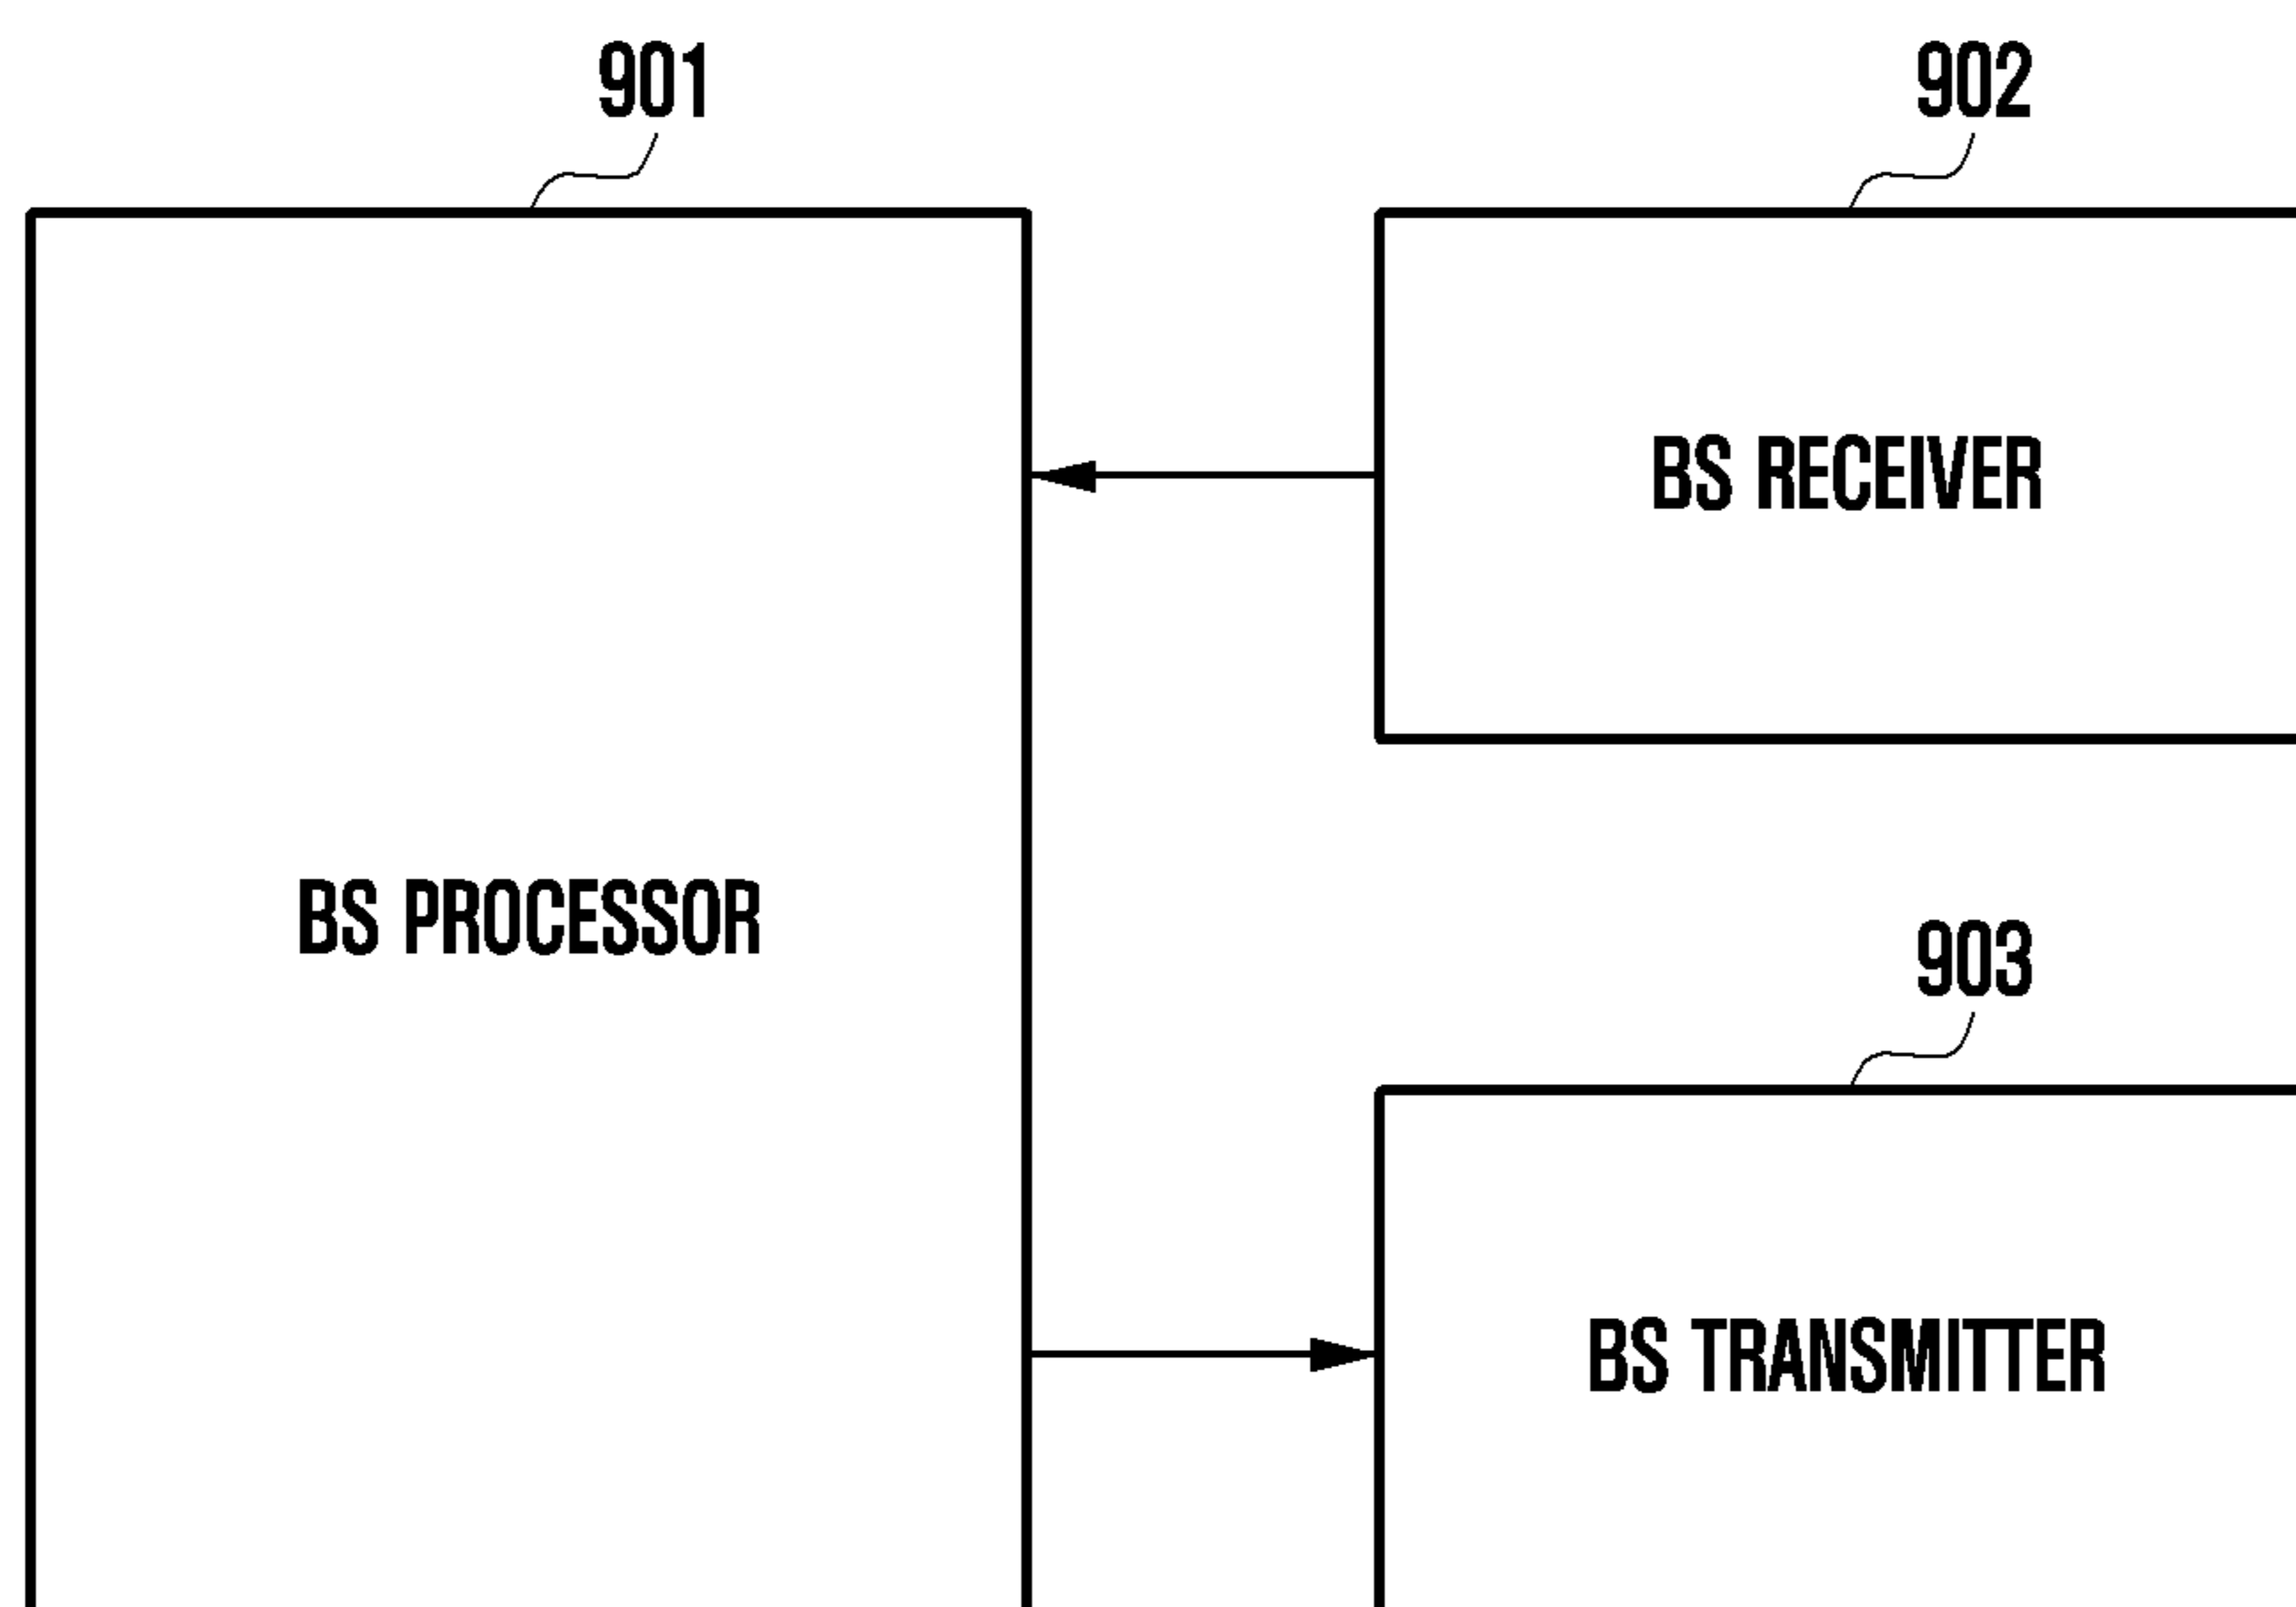 901
902
BS RECEIVER
BS PROCESSOR
903
BS TRANSMITTER